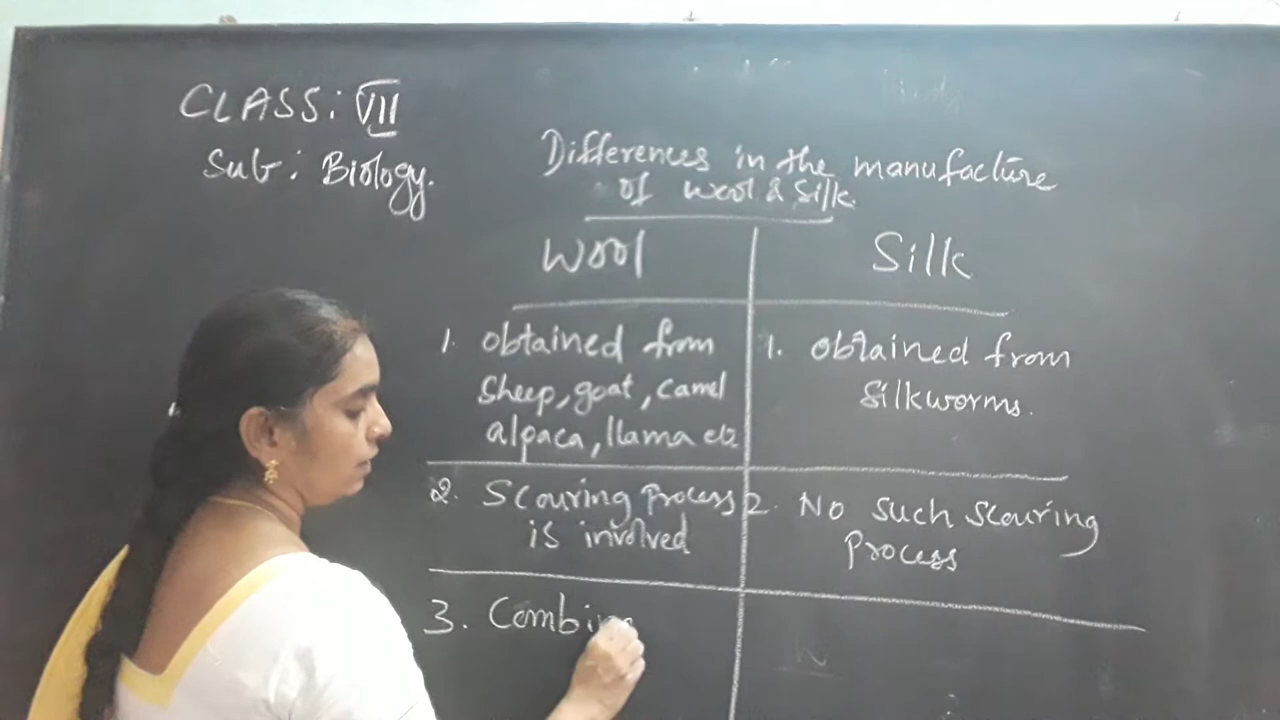 CLASS: VII
Sub: Biology.
Differences in the manufacture
of wool & Silk.
Wool
Silk
1. obtained from
Sheep, goat, camel
alpaca, llama etc
1. obtained from
Silkworms.
2. Scouring process
is involved
2. No such scouring
process
3. Combin